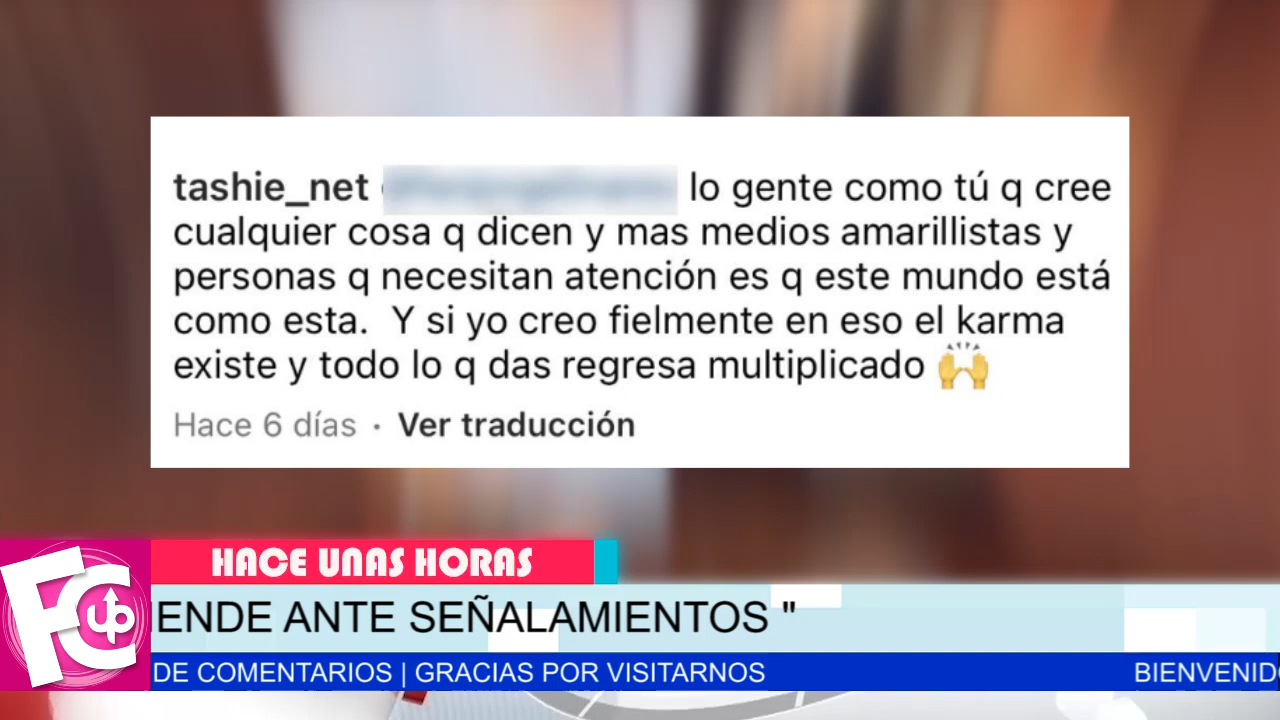 tashie_net lo gente como tú q cree
cualquier cosa q dicen y mas medios amarillistas y
personas q necesitan atención es q este mundo está
como esta. Y si yo creo fielmente en eso el karma
existe y todo lo q das regresa multiplicado 🙌
Hace 6 días · Ver traducción
HACE UNAS HORAS
FC up
ENDE ANTE SEÑALAMIENTOS "
DE COMENTARIOS | GRACIAS POR VISITARNOS BIENVENID